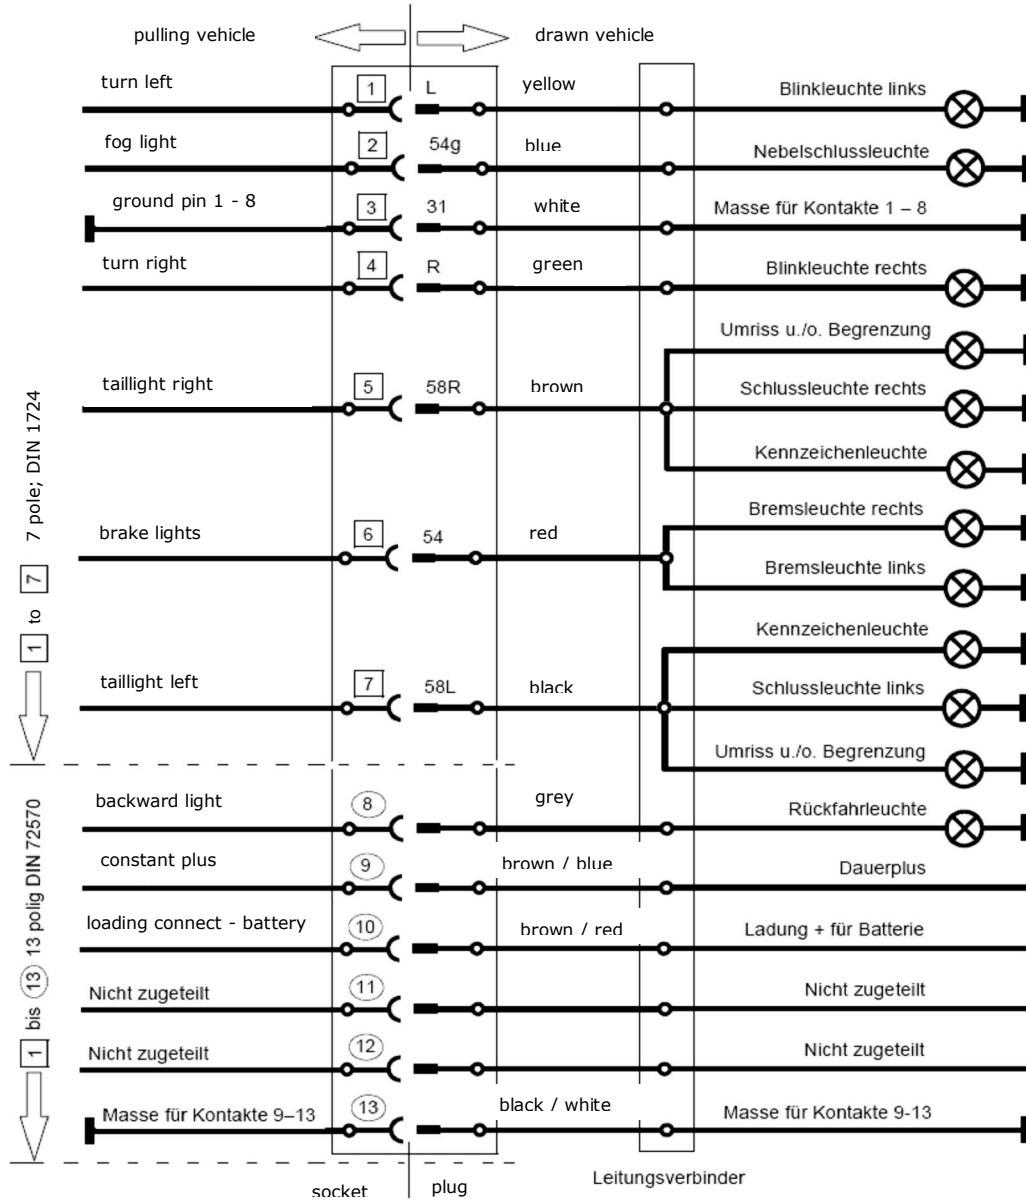 pulling vehicle drawn vehicle
turn left 1 L yellow Blinkleuchte links
fog light 2 54g blue Nebelschlussleuchte
ground pin 1 - 8 3 31 white Masse für Kontakte 1 – 8
turn right 4 R green Blinkleuchte rechts
Umriss u./o. Begrenzung
taillight right 5 58R brown Schlussleuchte rechts
Kennzeichenleuchte
Bremsleuchte rechts
brake lights 6 54 red
Bremsleuchte links
Kennzeichenleuchte
taillight left 7 58L black Schlussleuchte links
Umriss u./o. Begrenzung
1 to 7 7 pole; DIN 1724
backward light 8 grey Rückfahrleuchte
constant plus 9 brown / blue Dauerplus
loading connect - battery 10 brown / red Ladung + für Batterie
Nicht zugeteilt 11 Nicht zugeteilt
Nicht zugeteilt 12 Nicht zugeteilt
Masse für Kontakte 9–13 13 black / white Masse für Kontakte 9-13
1 bis 13 13 polig DIN 72570
socket plug Leitungsverbinder